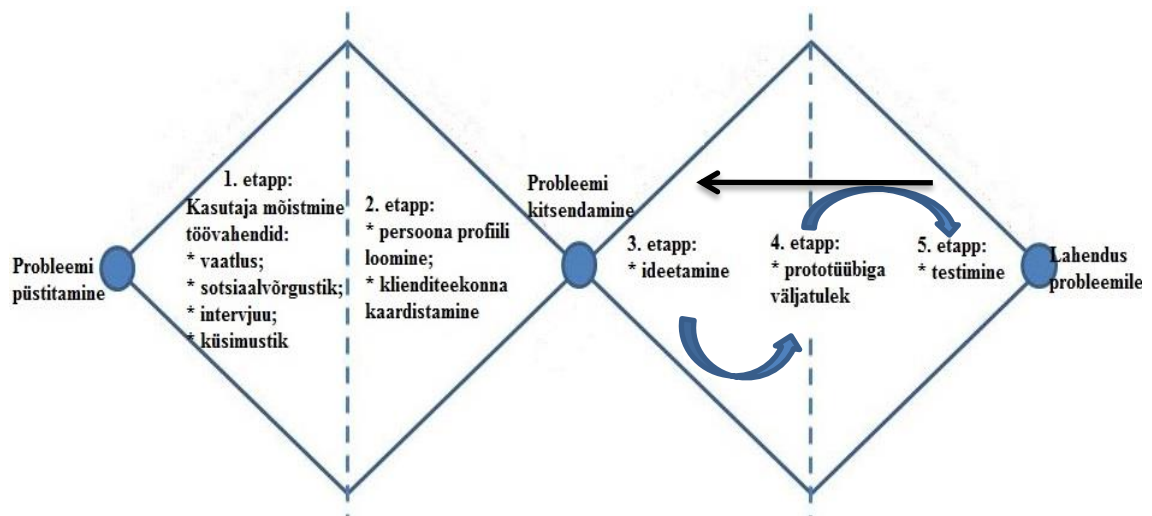 Probleemi
püstitamine
1. etapp:
Kasutaja mõistmine
töövahendid:
* vaatlus;
* sotsiaalvõrgustik;
* intervjuu;
* küsimustik
2. etapp:
* persoona profiili
loomine;
* klienditeekonna
kaardistamine
Probleemi
kitsendamine
3. etapp:
* ideetamine
4. etapp:
* prototüübiga
väljatulek
5. etapp:
* testimine
Lahendus
probleemile